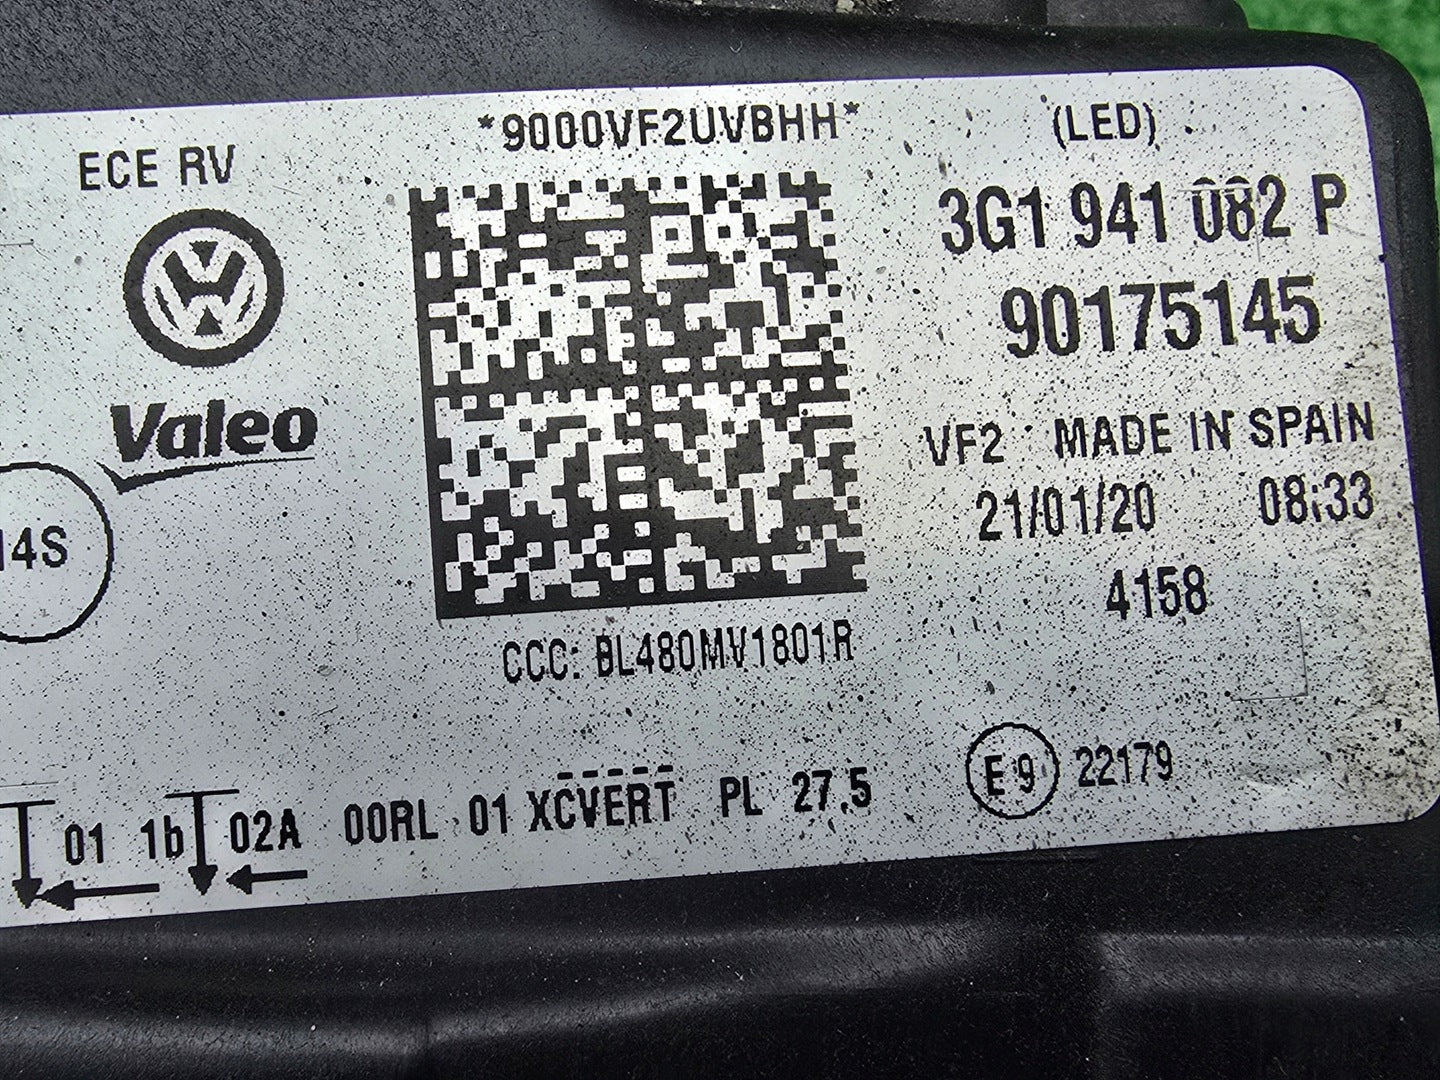 *9000VF2UVBHH*
(LED)
ECE RV
3G1 941 082 P
90175145
Valeo
VF2 MADE IN SPAIN
21/01/20 08:33
14S
4158
CCC: BL480MV1801R
E9 22179
01 1b 02A 00RL 01 XCVERT PL 27.5